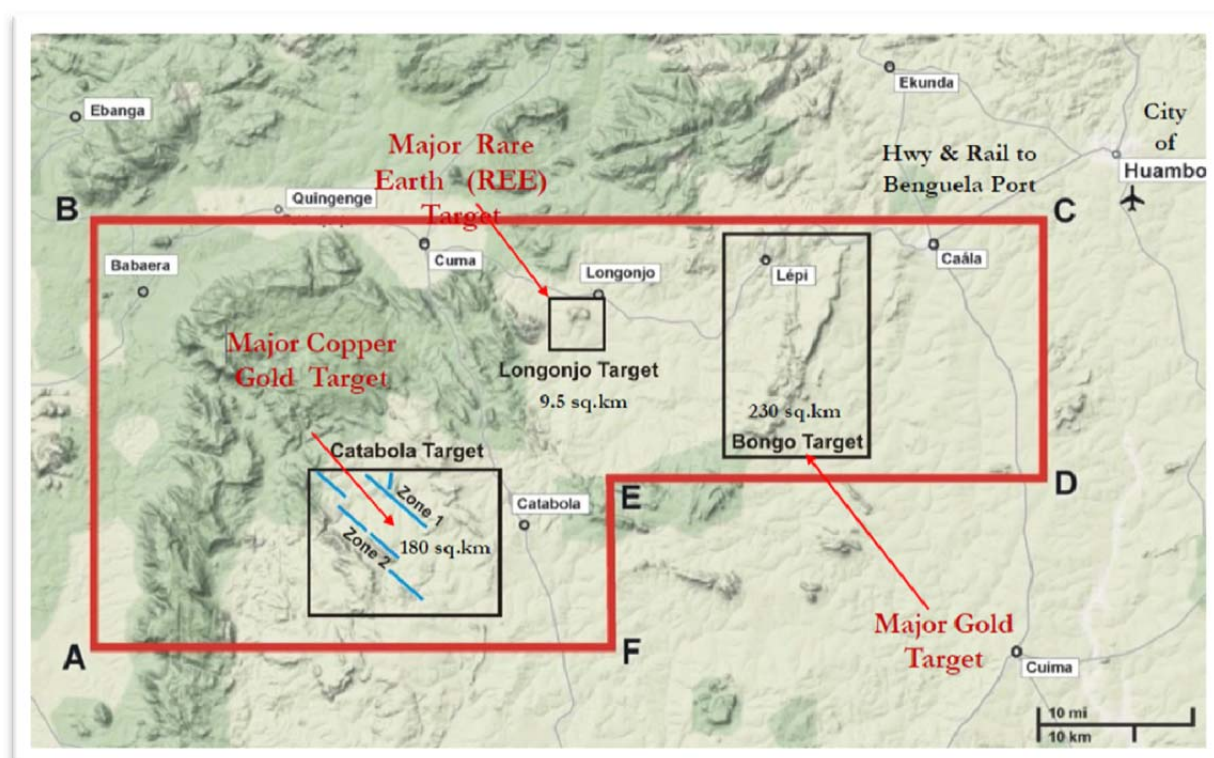 Ebanga
Ekunda
City
of
Huambo
Hwy & Rail to
Benguela Port
Major Rare
Earth (REE)
Target
Quingenge
B
C
Babaera
Cuma
Longonjo
Lépi
Caála
Major Copper
Gold Target
Longonjo Target
9.5 sq.km
230 sq.km
Bongo Target
Catabola Target
Zone 1
Zone 2
180 sq.km
Catabola
E
D
Major Gold
Target
A
F
Cuima
10 mi
10 km